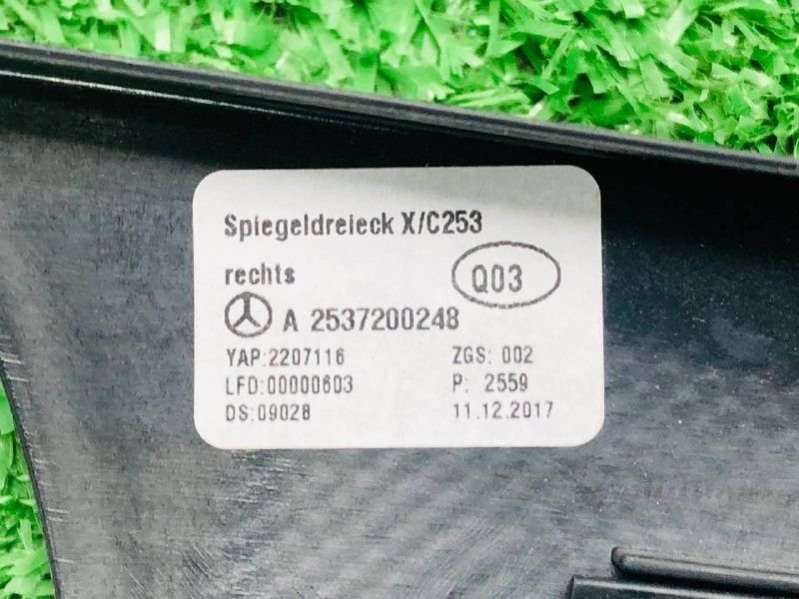 Spiegeldreieck X/C253
rechts Q03
A 2537200248
YAP:2207116 ZGS: 002
LFD:00000603 P: 2559
DS:09028 11.12.2017